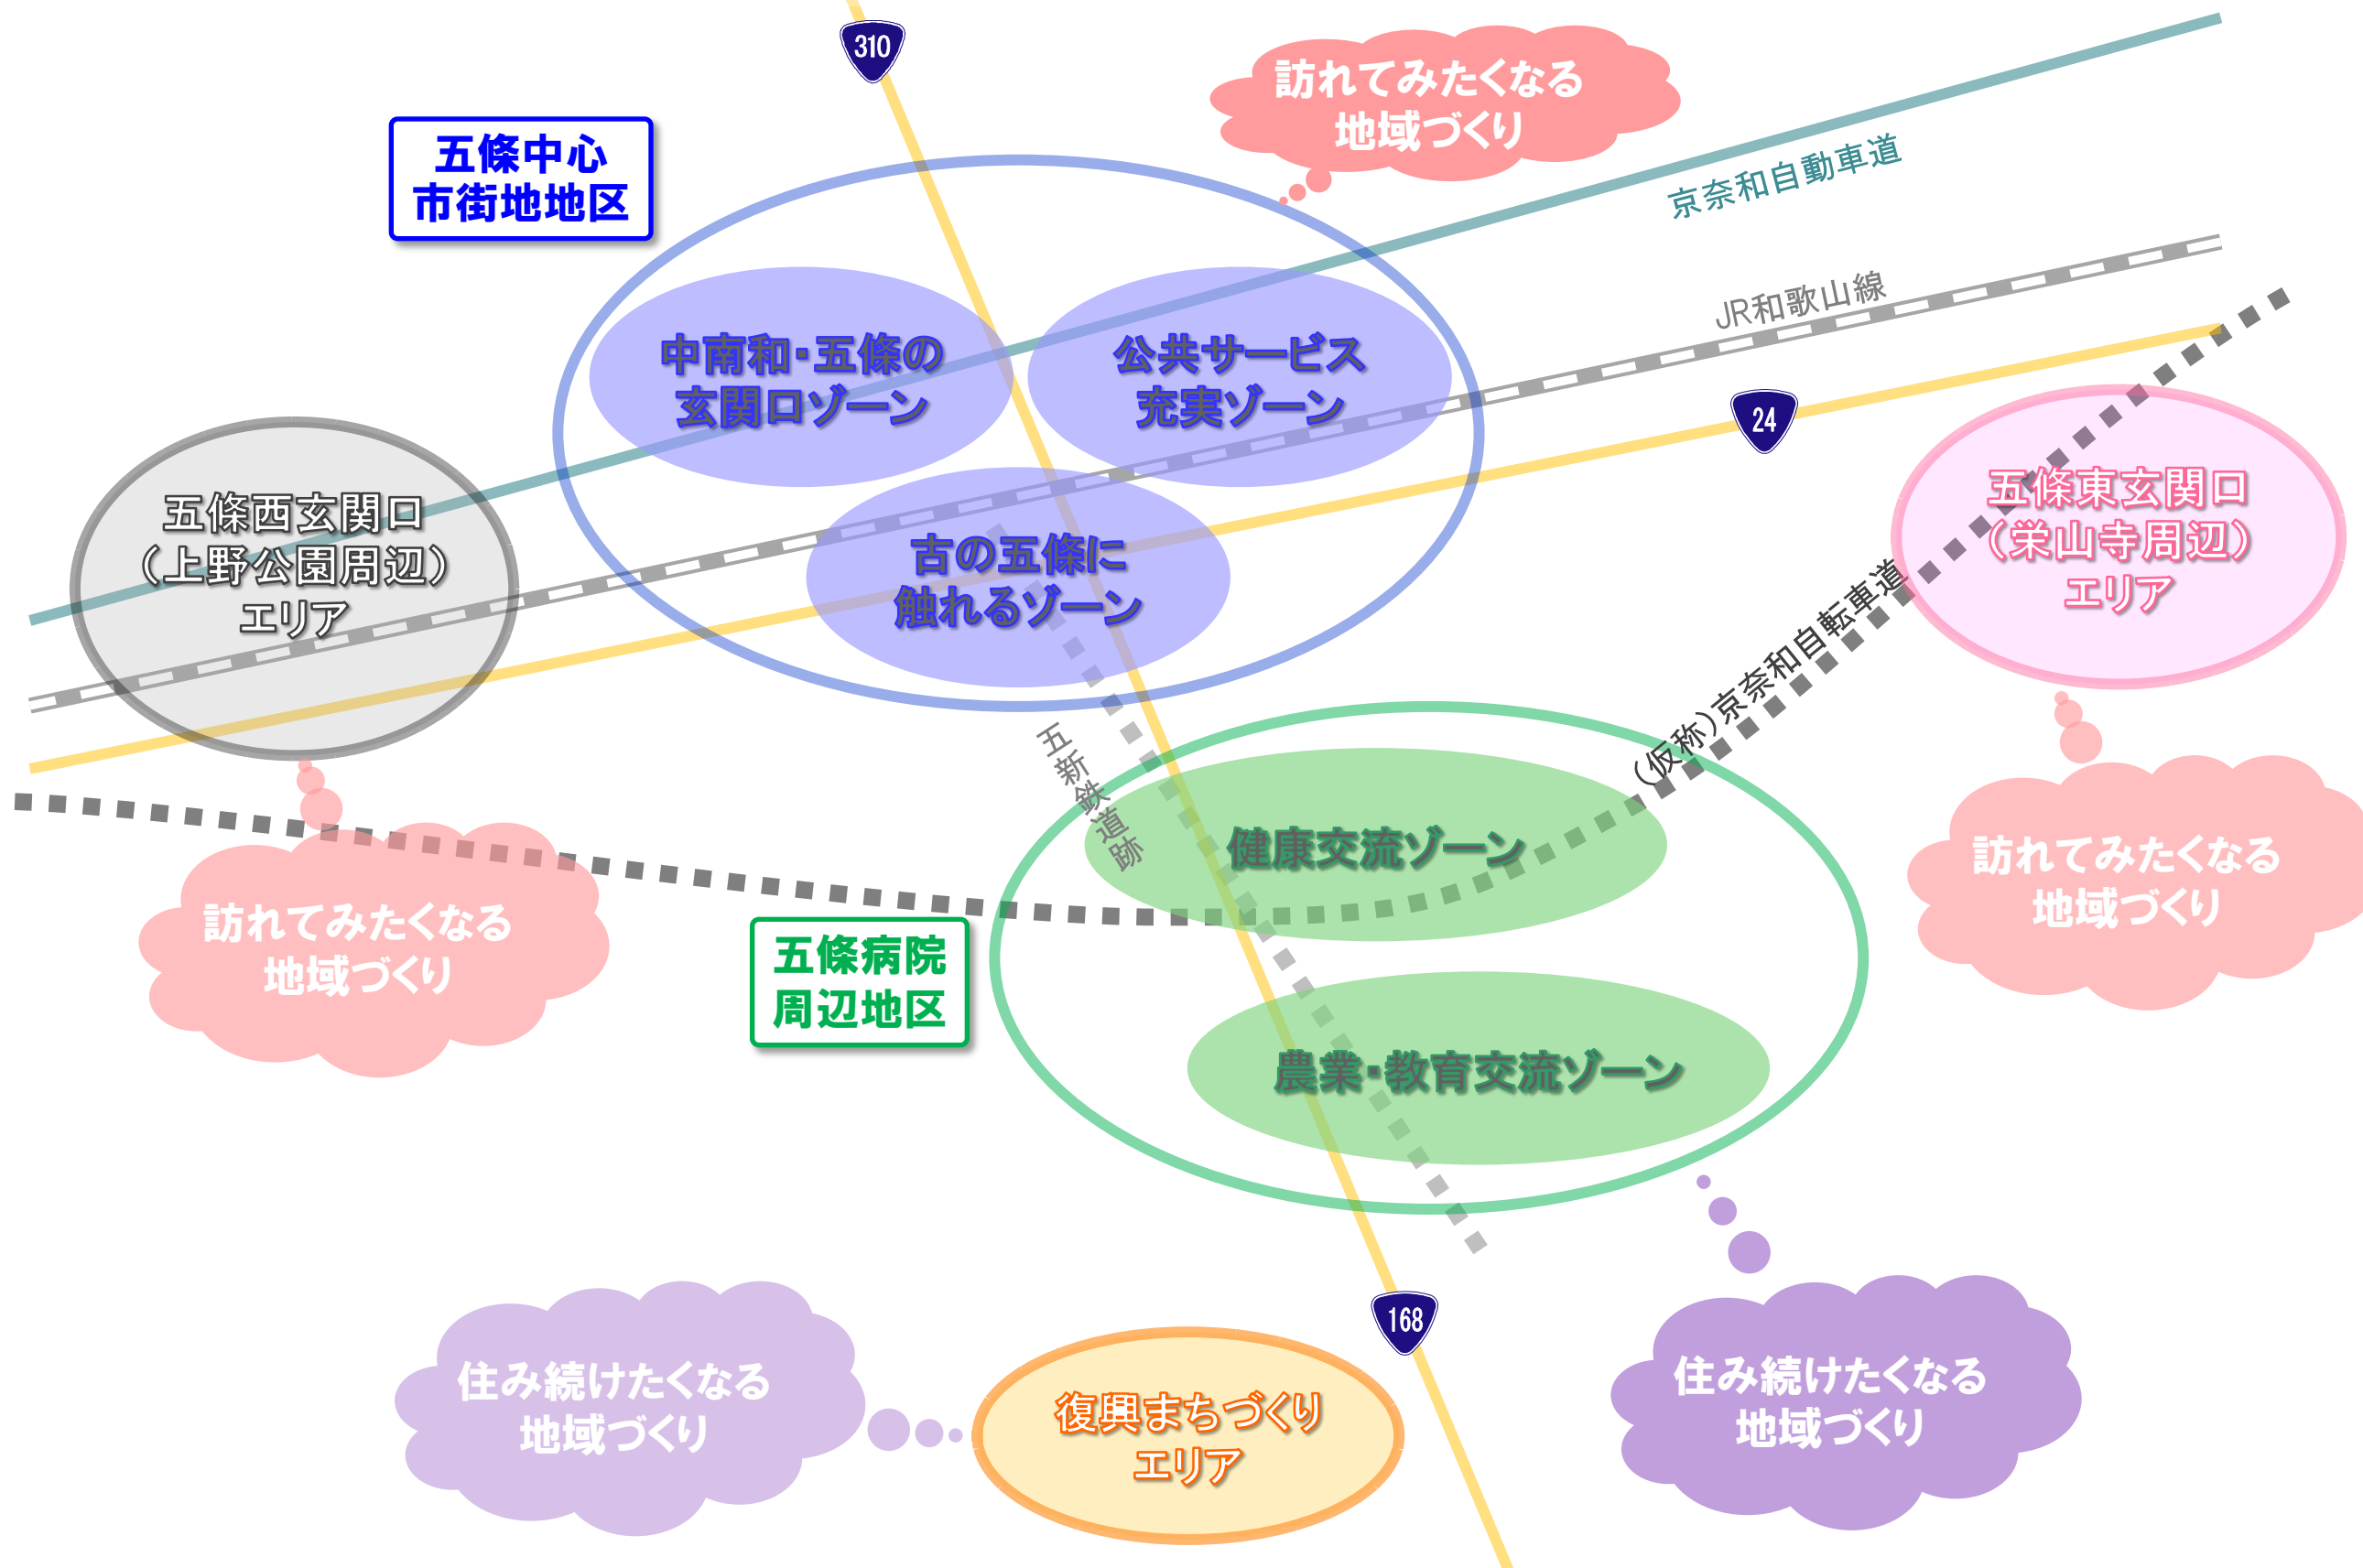 310
訪れてみたくなる
地域づくり
五條中心
市街地地区
京奈和自動車道
JR和歌山線
中南和・五條の
玄関口ゾーン
公共サービス
充実ゾーン
24
五條西玄関口
（上野公園周辺）
エリア
五條東玄関口
（栄山寺周辺）
エリア
古の五條に
触れるゾーン
（仮称）京奈和自転車道
五新鉄道跡
健康交流ゾーン
訪れてみたくなる
地域づくり
訪れてみたくなる
地域づくり
五條病院
周辺地区
農業・教育交流ゾーン
168
住み続けたくなる
地域づくり
復興まちづくり
エリア
住み続けたくなる
地域づくり